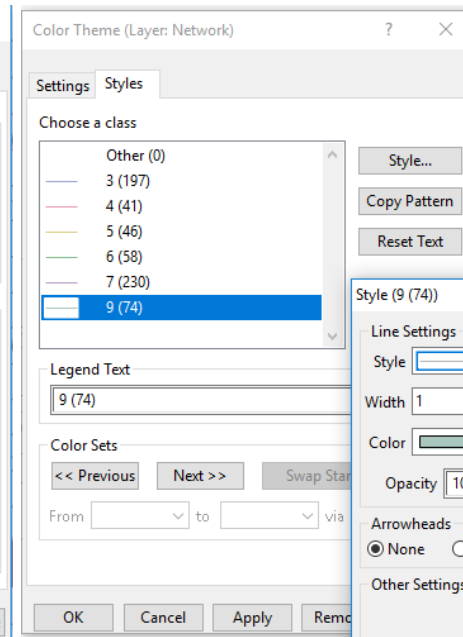 Color Theme (Layer: Network) ?
Settings Styles
Choose a class
Other (0)
3 (197)
4 (41)
5 (46)
6 (58)
7 (230)
9 (74)
Style...
Copy Pattern
Reset Text
Legend Text
9 (74)
Color Sets
<< Previous Next >> Swap Star
From to via
OK Cancel Apply Remo
Style (9 (74))
Line Settings
Style
Width 1
Color
Opacity 10
Arrowheads
None
Other Settings